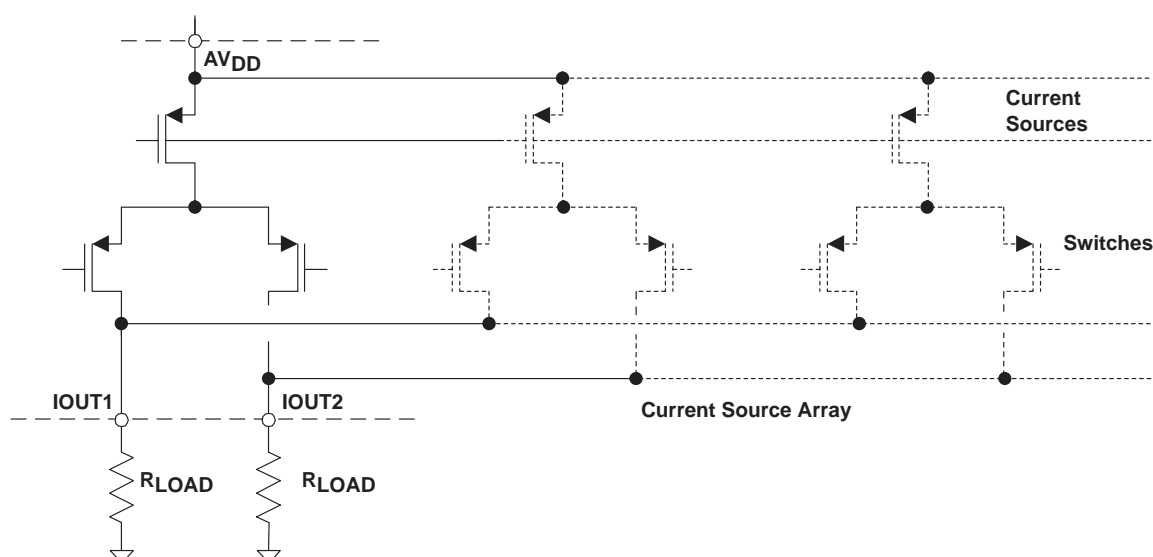 AVDD
Current
Sources
Switches
IOUT1
IOUT2
Current Source Array
RLOAD
RLOAD